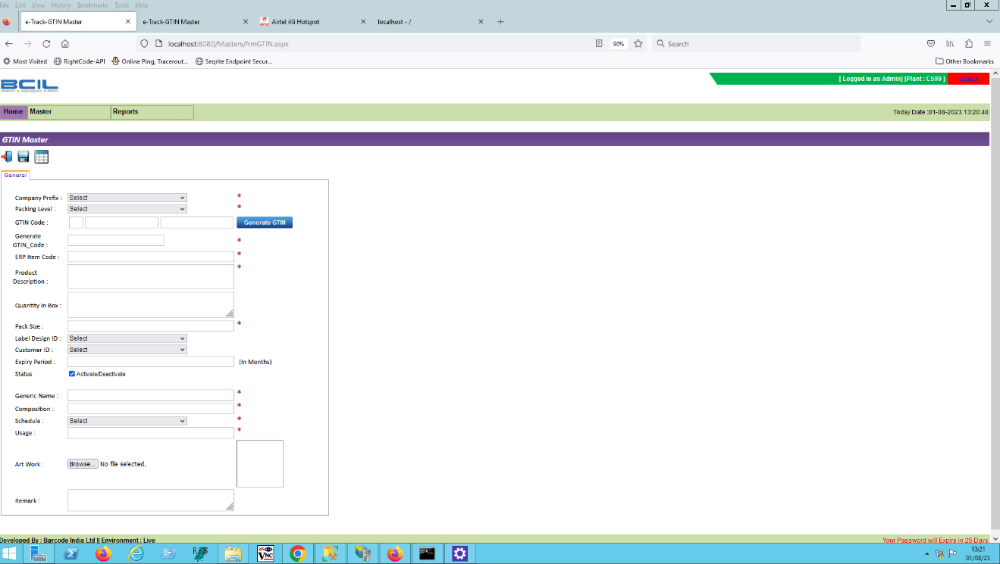 File Edit View History Bookmarks Tools Help
e-Track-GTIN Master
e-Track-GTIN Master
Airtel 4G Hotspot
localhost - /
localhost:8080/Masters/frmGTIN.aspx
90%
Search
Most Visited
RightCode-API
Online Ping, Tracerout...
Seqrite Endpoint Secur...
Other Bookmarks
BCIL
[ Logged in as Admin] [Plant : C599 ]
Logout
Home
Master
Reports
Today Date :01-08-2023 13:20:48
GTIN Master
General
Company Prefix : Select *
Packing Level : Select *
GTIN Code : Generate GTIN
Generate
GTIN_Code : *
ERP Item Code : *
Product
Description : *
Quantity In Box :
Pack Size : *
Label Design ID : Select
Customer ID : Select
Expiry Period : (In Months)
Status Activate/Deactivate
Generic Name : *
Composition : *
Schedule : Select *
Usage : *
Art Work : Browse... No file selected.
Remark :
Developed By : Barcode India Ltd || Environment : Live
Your Password will Expire in 25 Days
VNC
13:21
01/08/23